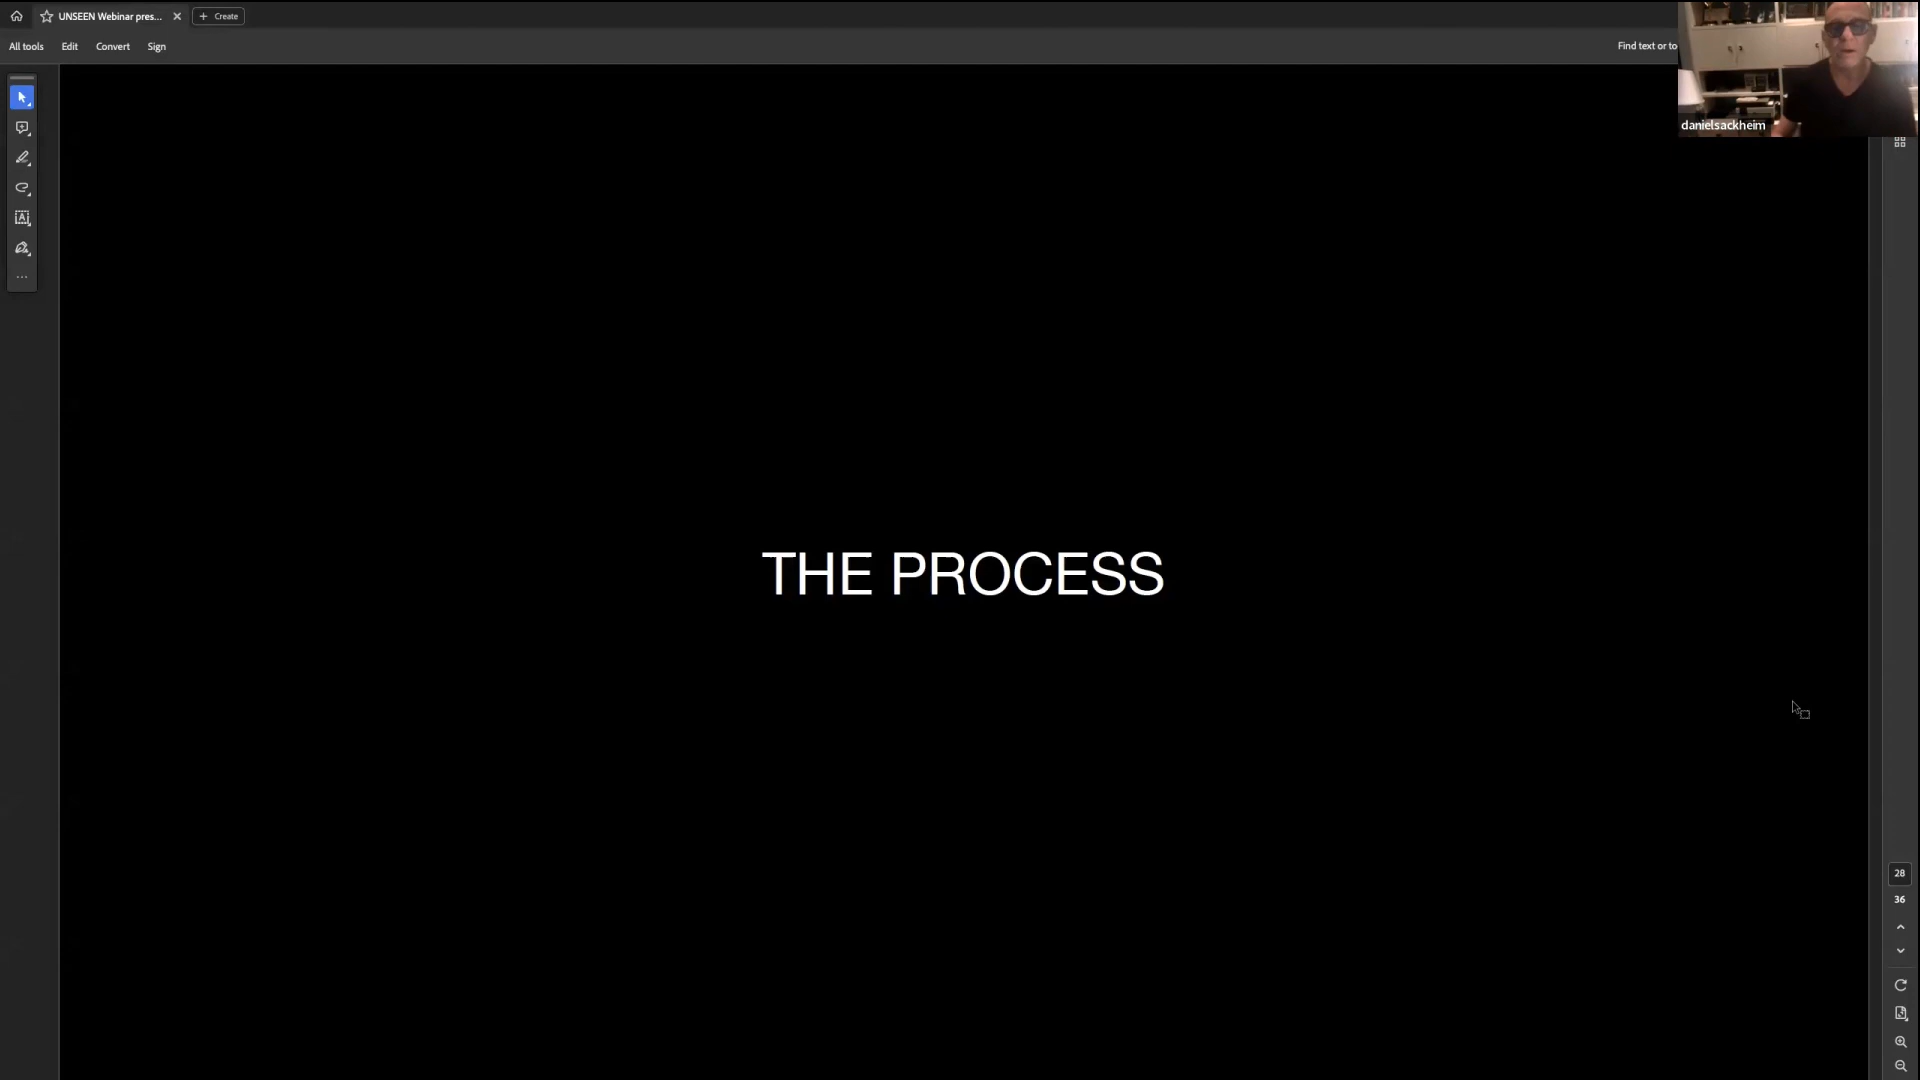 UNSEEN Webinar pres...
Create
All tools
Edit
Convert
Sign
Find text or to
danielsackheim
THE PROCESS
28
36